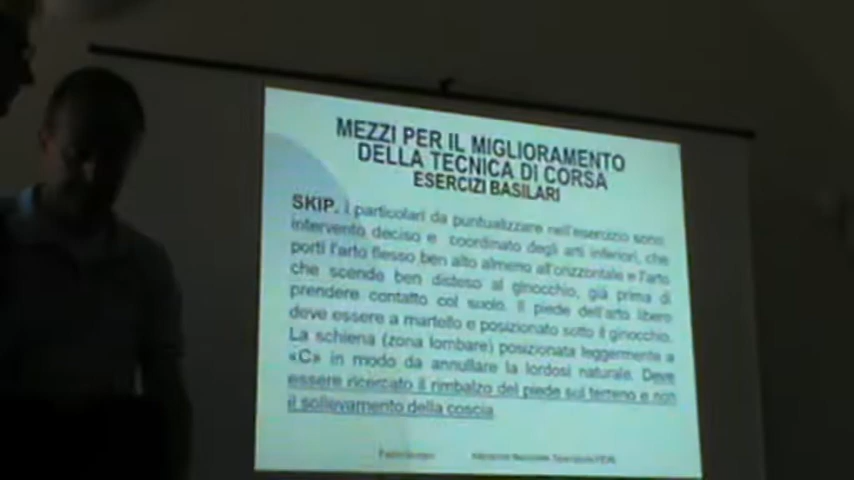 MEZZI PER IL MIGLIORAMENTO
DELLA TECNICA DI CORSA
ESERCIZI BASILARI
SKIP. I particolari da puntualizzare nell'esercizio sono:
intervento deciso e coordinato degli arti inferiori, che
porti l'arto flesso ben alto almeno all'orizzontale e l'arto
che scende ben disteso al ginocchio, già prima di
prendere contatto col suolo. Il piede dell'arto libero
deve essere a martello e posizionato sotto il ginocchio.
La schiena (zona lombare) posizionata leggermente a
«C» in modo da annullare la lordosi naturale. Deve
essere ricercato il rimbalzo del piede sul terreno e non
il sollevamento della coscia